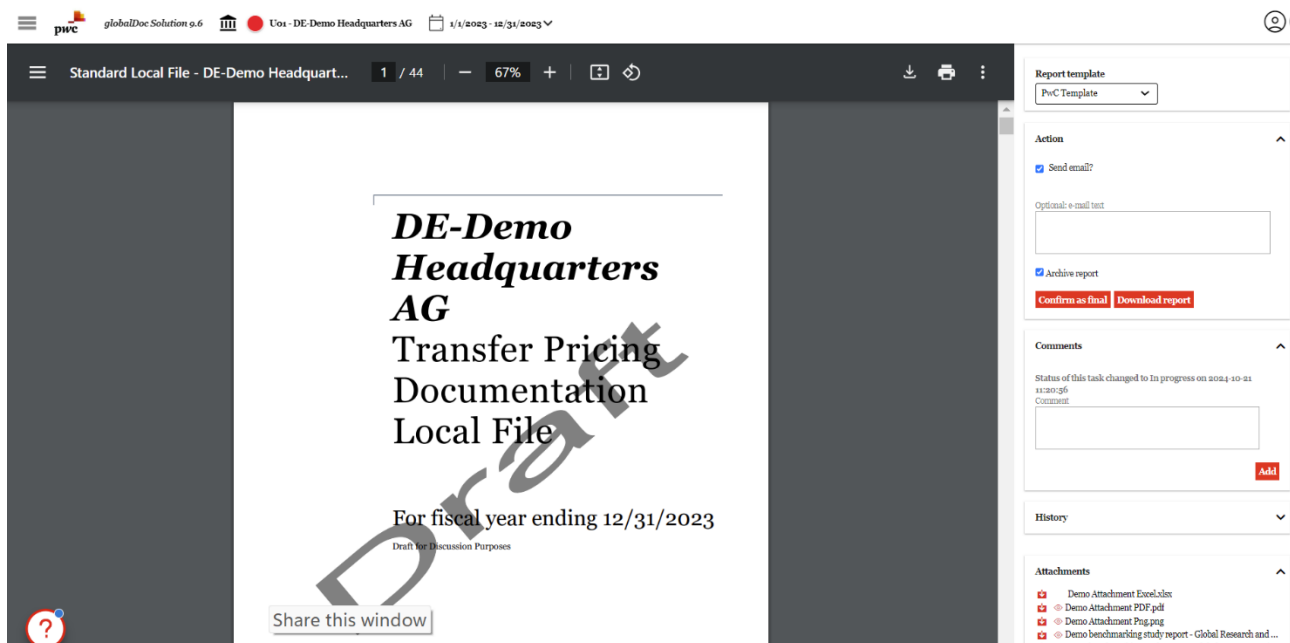 pwc globalDoc Solution 9.6 U01 - DE-Demo Headquarters AG 1/1/2023 - 12/31/2023
Standard Local File - DE-Demo Headquart... 1 / 44 67%
DE-Demo
Headquarters
AG
Transfer Pricing
Documentation
Local File
For fiscal year ending 12/31/2023
Draft for Discussion Purposes
Draft
Share this window
?
Report template
PwC Template
Action
Send email?
Optional: e-mail text
Archive report
Confirm as final Download report
Comments
Status of this task changed to In progress on 2024-10-21
11:20:56
Comment
Add
History
Attachments
Demo Attachment Excel.xlsx
Demo Attachment PDF.pdf
Demo Attachment Png.png
Demo benchmarking study report - Global Research and ...